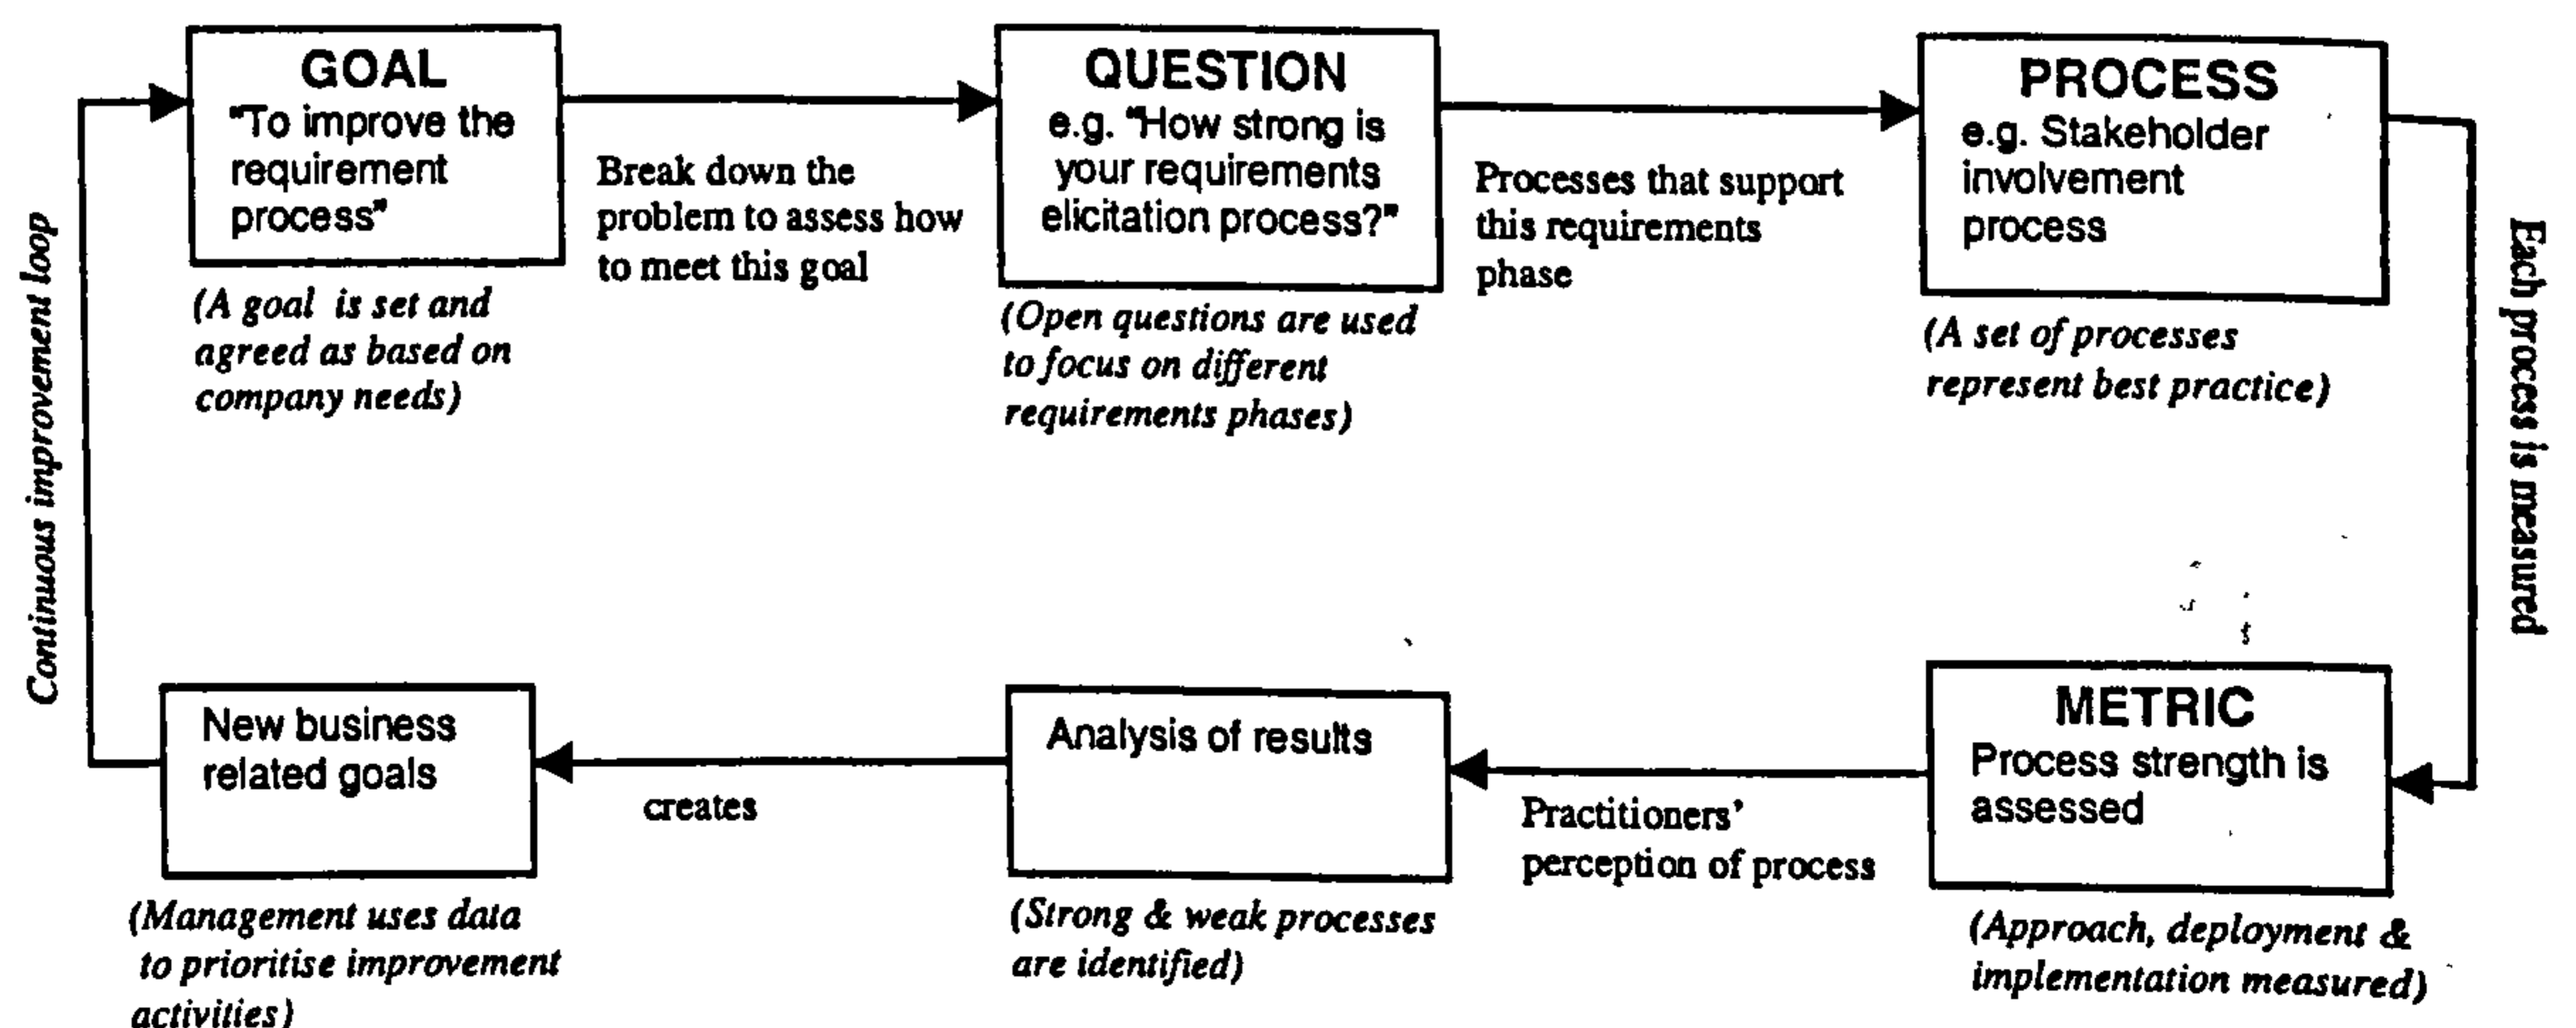 GOAL
"To improve the
requirement
process"
(A goal is set and
agreed as based on
company needs)
Break down the
problem to assess how
to meet this goal
QUESTION
e.g. "How strong is
your requirements
elicitation process?"
(Open questions are used
to focus on different
requirements phases)
Processes that support
this requirements
phase
PROCESS
e.g. Stakeholder
involvement
process
(A set of processes
represent best practice)
Each process is measured
METRIC
Process strength is
assessed
(Approach, deployment &
implementation measured)
Practitioners'
perception of process
Analysis of results
(Strong & weak processes
are identified)
creates
New business
related goals
(Management uses data
to prioritise improvement
activities)
Continuous improvement loop